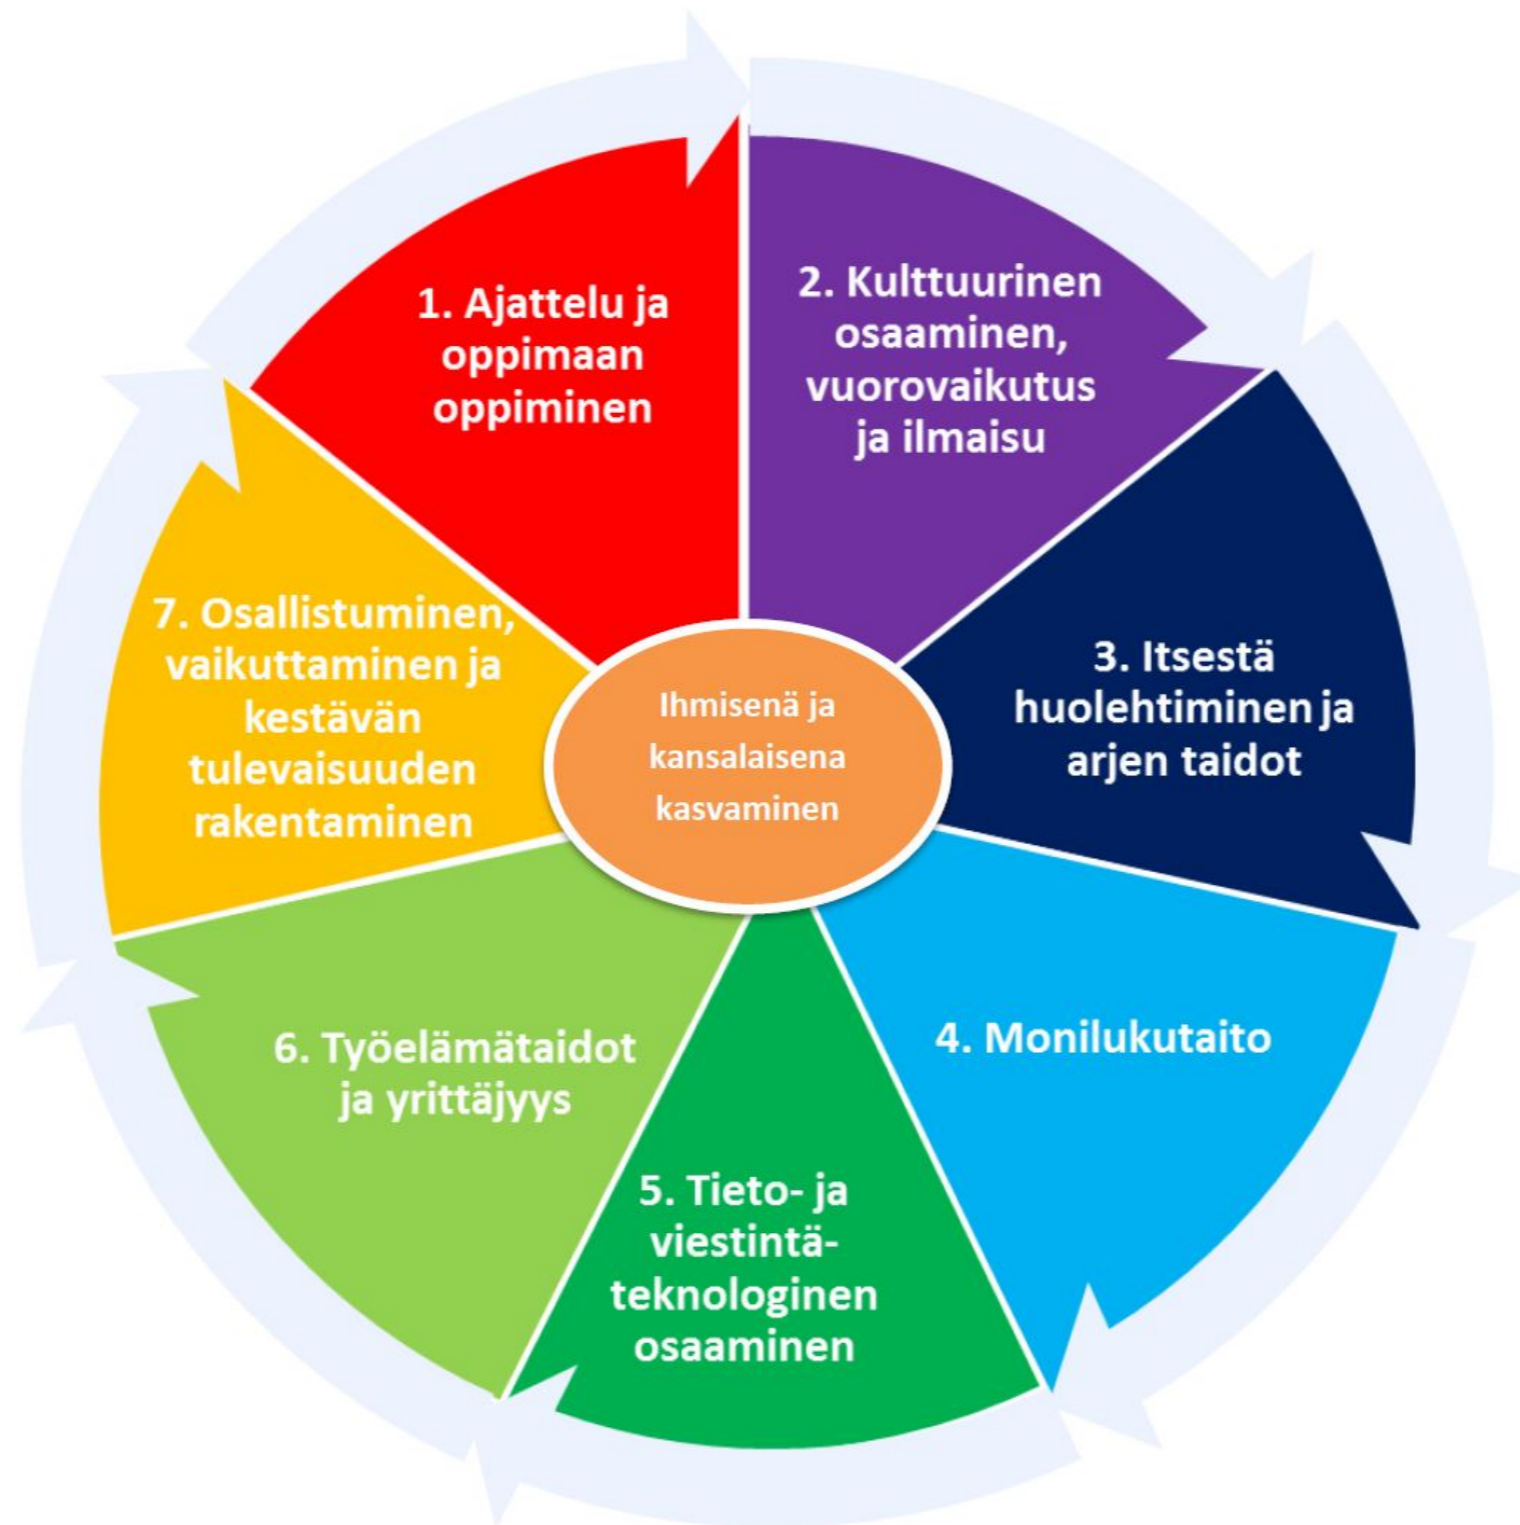 1. Ajattelu ja
oppimaan
oppiminen
2. Kulttuurinen
osaaminen,
vuorovaikutus
ja ilmaisu
3. Itsestä
huolehtiminen ja
arjen taidot
4. Monilukutaito
5. Tieto- ja
viestintä-
teknologinen
osaaminen
6. Työelämätaidot
ja yrittäjyys
7. Osallistuminen,
vaikuttaminen ja
kestävän
tulevaisuuden
rakentaminen
Ihmisenä ja
kansalaisena
kasvaminen